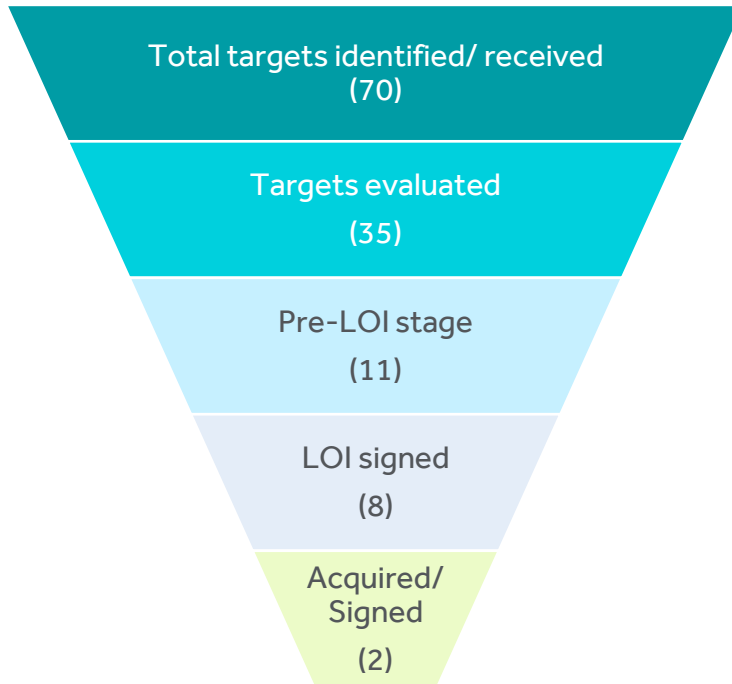 Total targets identified/ received
(70)
Targets evaluated
(35)
Pre-LOI stage
(11)
LOI signed
(8)
Acquired/
Signed
(2)